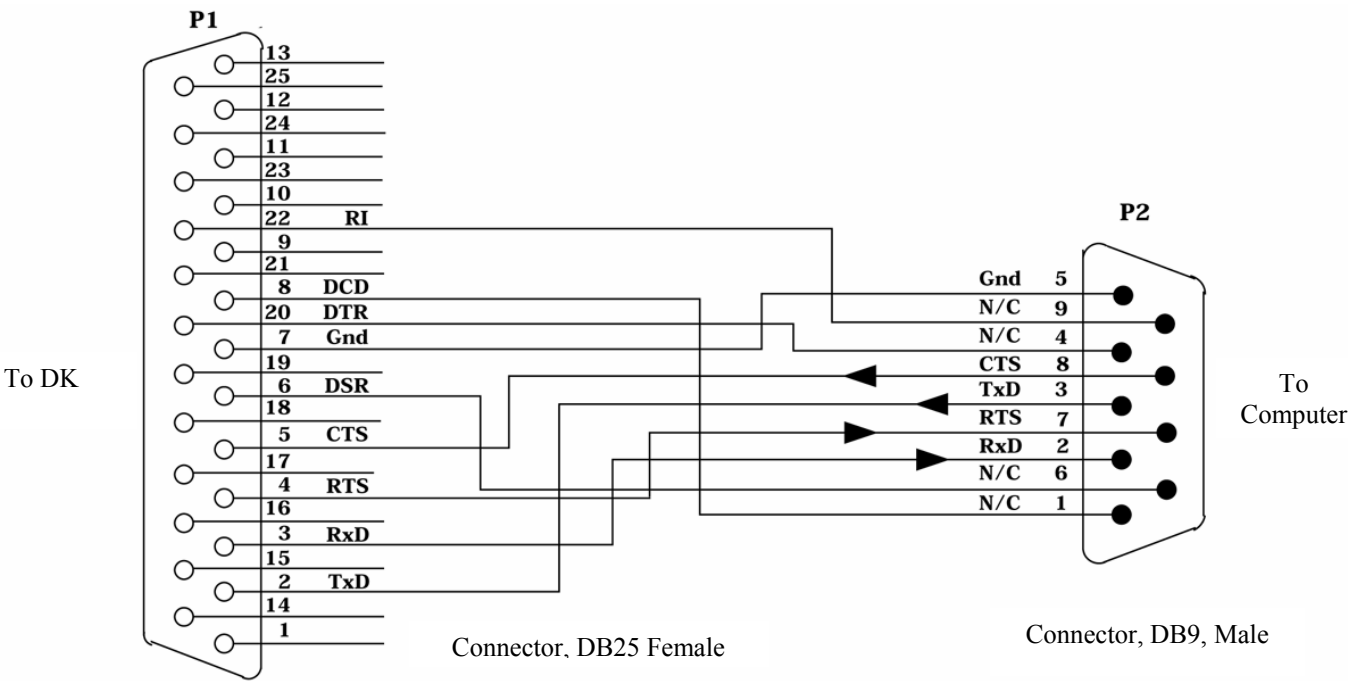 P1
13
25
12
24
11
23
10
22 RI
9
21
8 DCD
20 DTR
7 Gnd
19
6 DSR
18
5 CTS
17
4 RTS
16
3 RxD
15
2 TxD
14
1
To DK
Connector, DB25 Female
P2
Gnd 5
N/C 9
N/C 4
CTS 8
TxD 3
RTS 7
RxD 2
N/C 6
N/C 1
To
Computer
Connector, DB9, Male